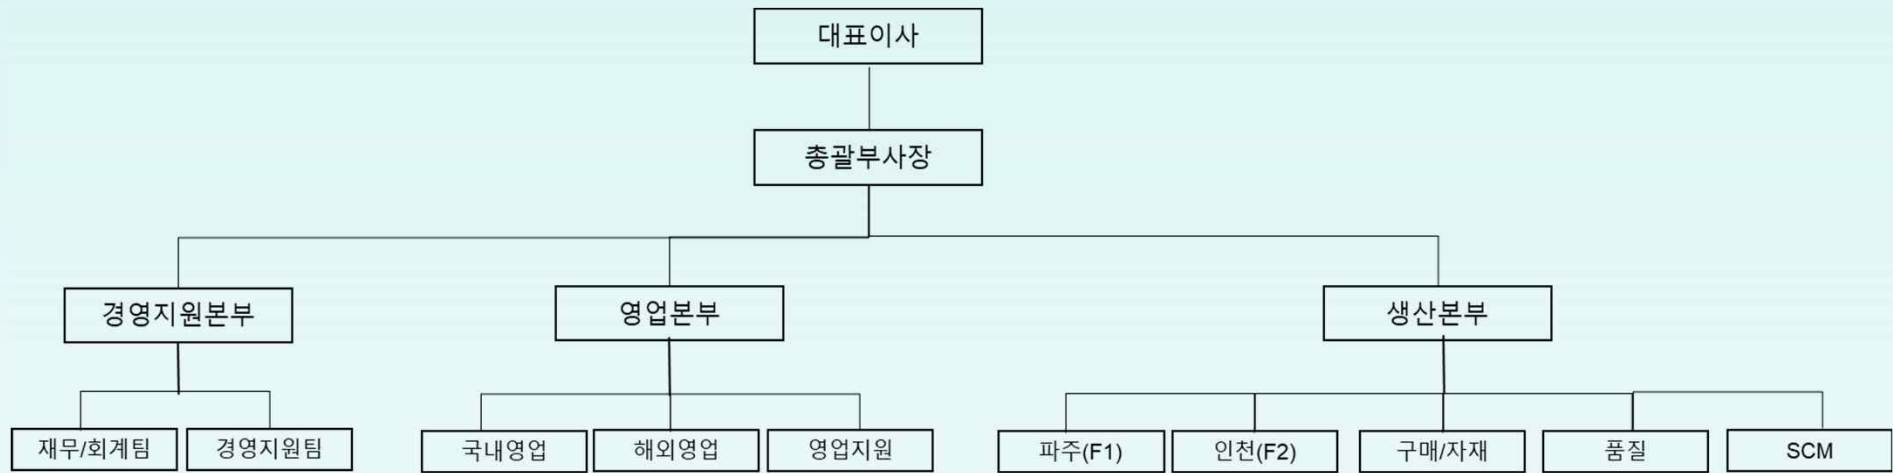 대표이사
총괄부사장
경영지원본부
영업본부
생산본부
재무/회계팀
경영지원팀
국내영업
해외영업
영업지원
파주(F1)
인천(F2)
구매/자재
품질
SCM